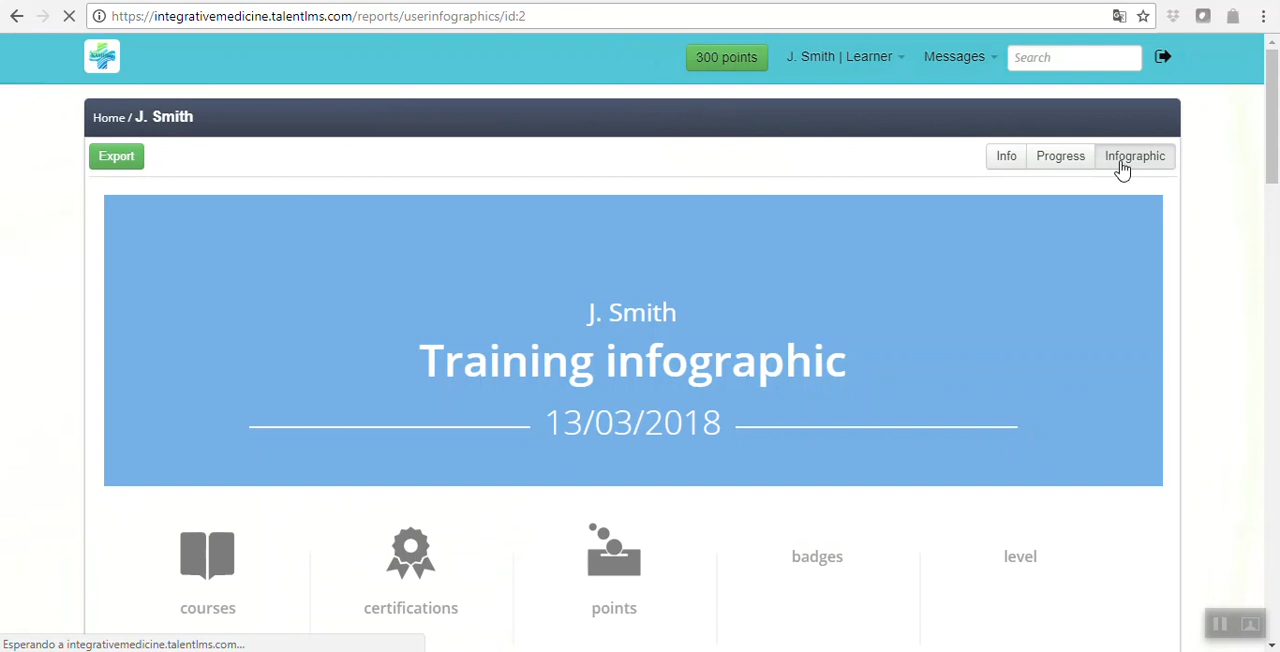 https://integrativemedicine.talentlms.com/reports/userinfographics/id:2
300 points J. Smith | Learner Messages Search
Home / J. Smith
Export Info Progress Infographic
J. Smith
Training infographic
13/03/2018
badges level
courses certifications points
Esperando a integrativemedicine.talentlms.com...